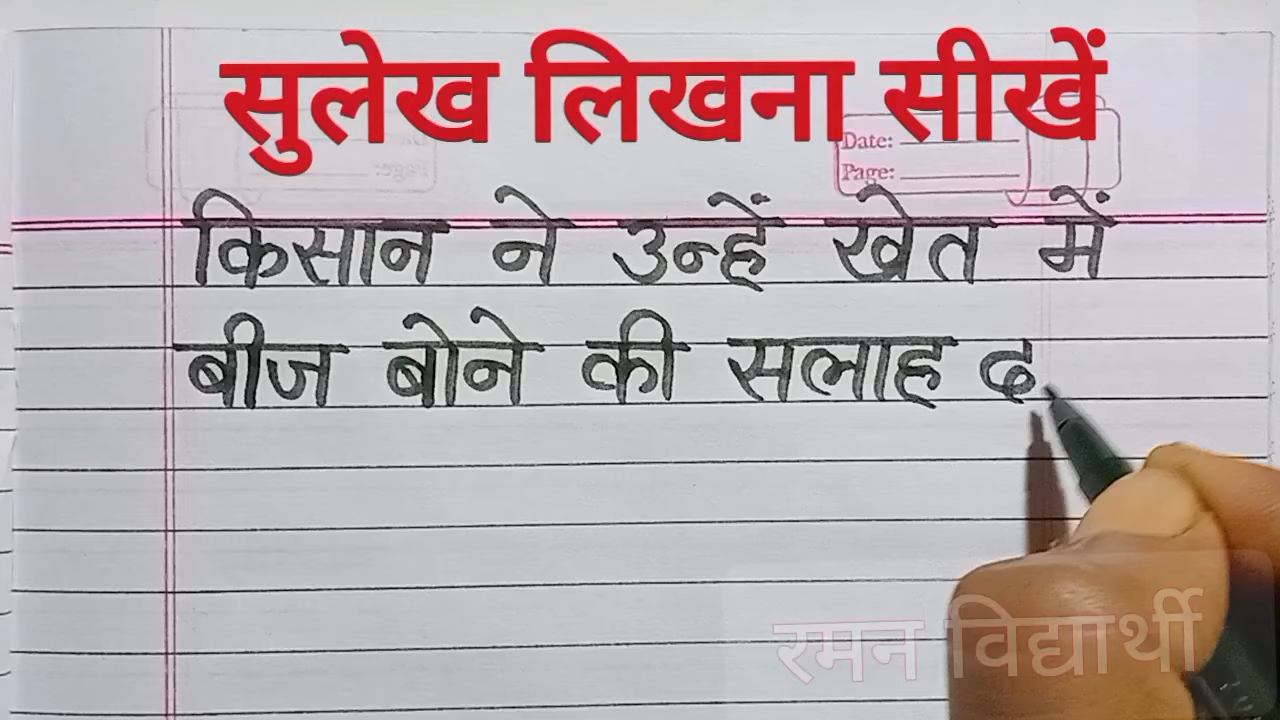 सुलेख लिखना सीखें
Date:
Page:
किसान ने उन्हें खेत में
बीज बोने की सलाह द
रमन विद्यार्थी